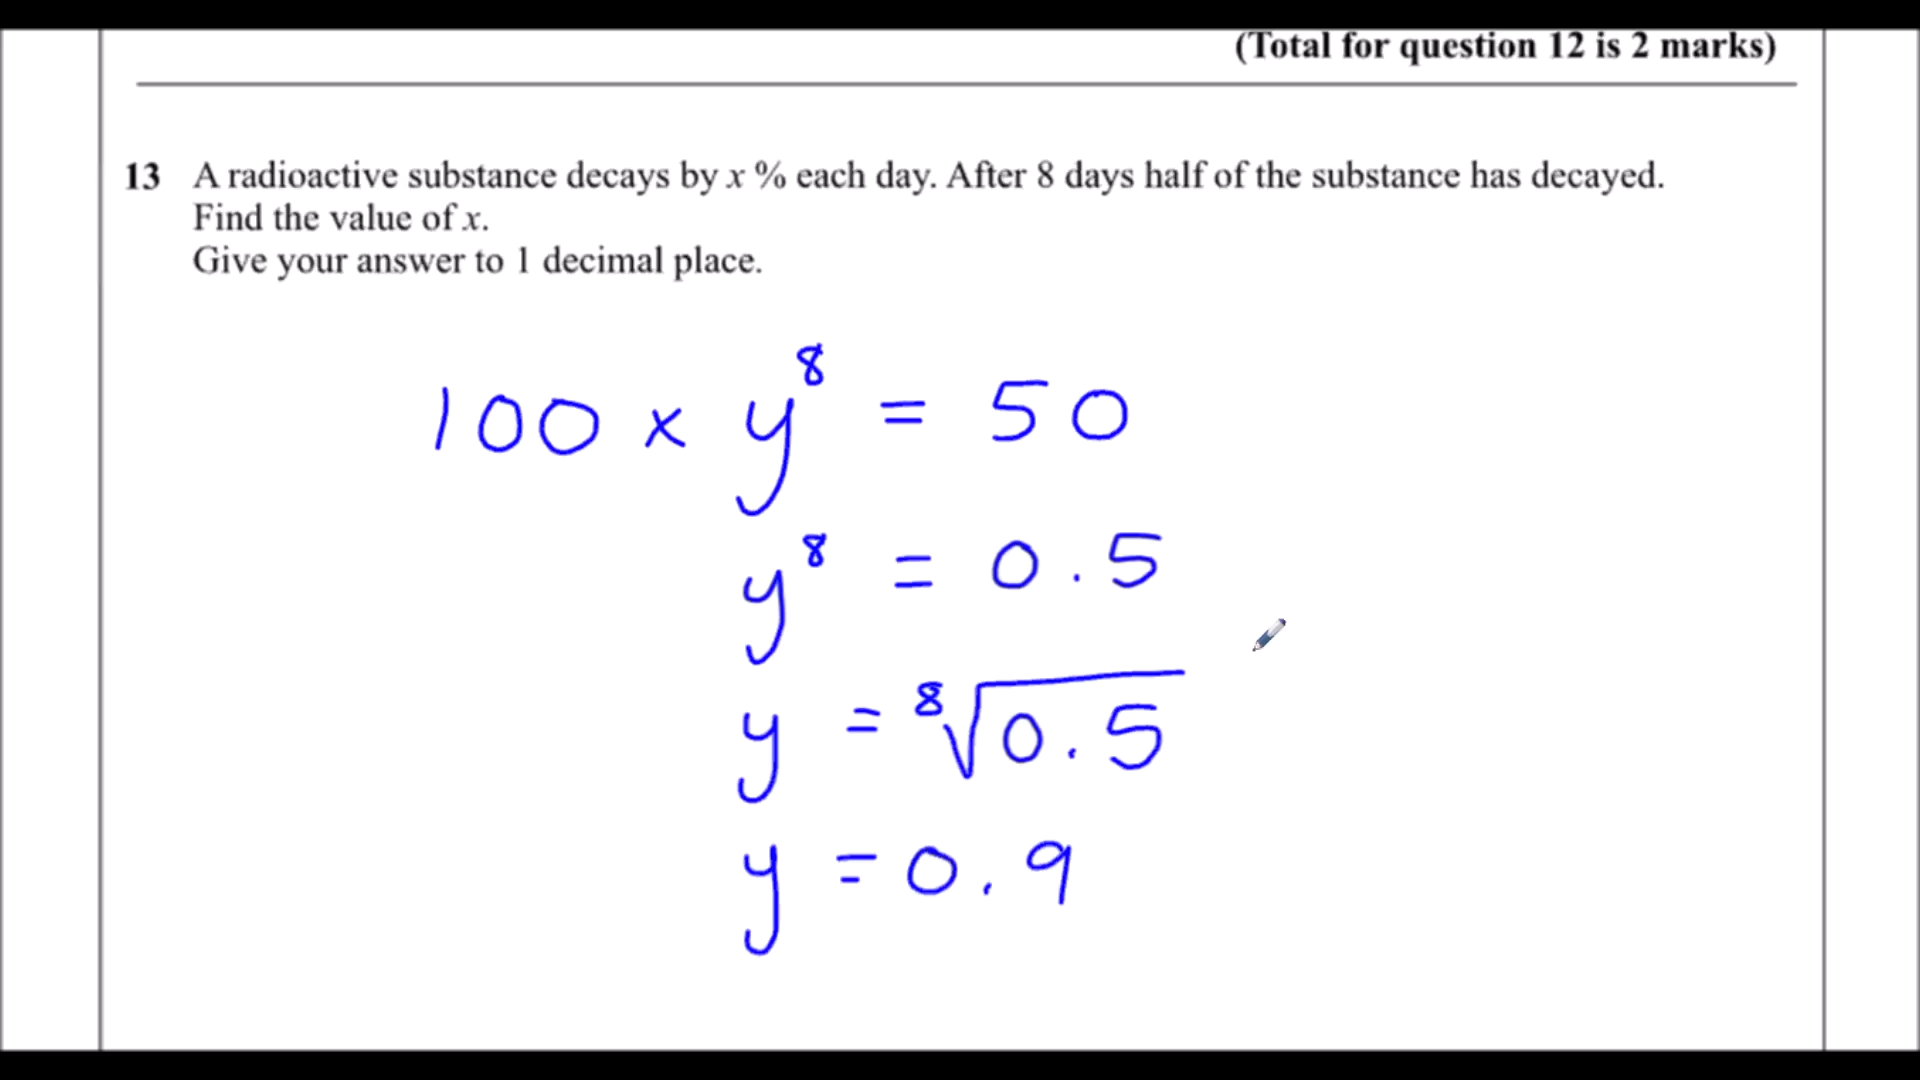 (Total for question 12 is 2 marks)
13 A radioactive substance decays by x % each day. After 8 days half of the substance has decayed.
Find the value of x.
Give your answer to 1 decimal place.
100 × y⁸ = 50
y⁸ = 0.5
y = ⁸√0.5
y = 0.9